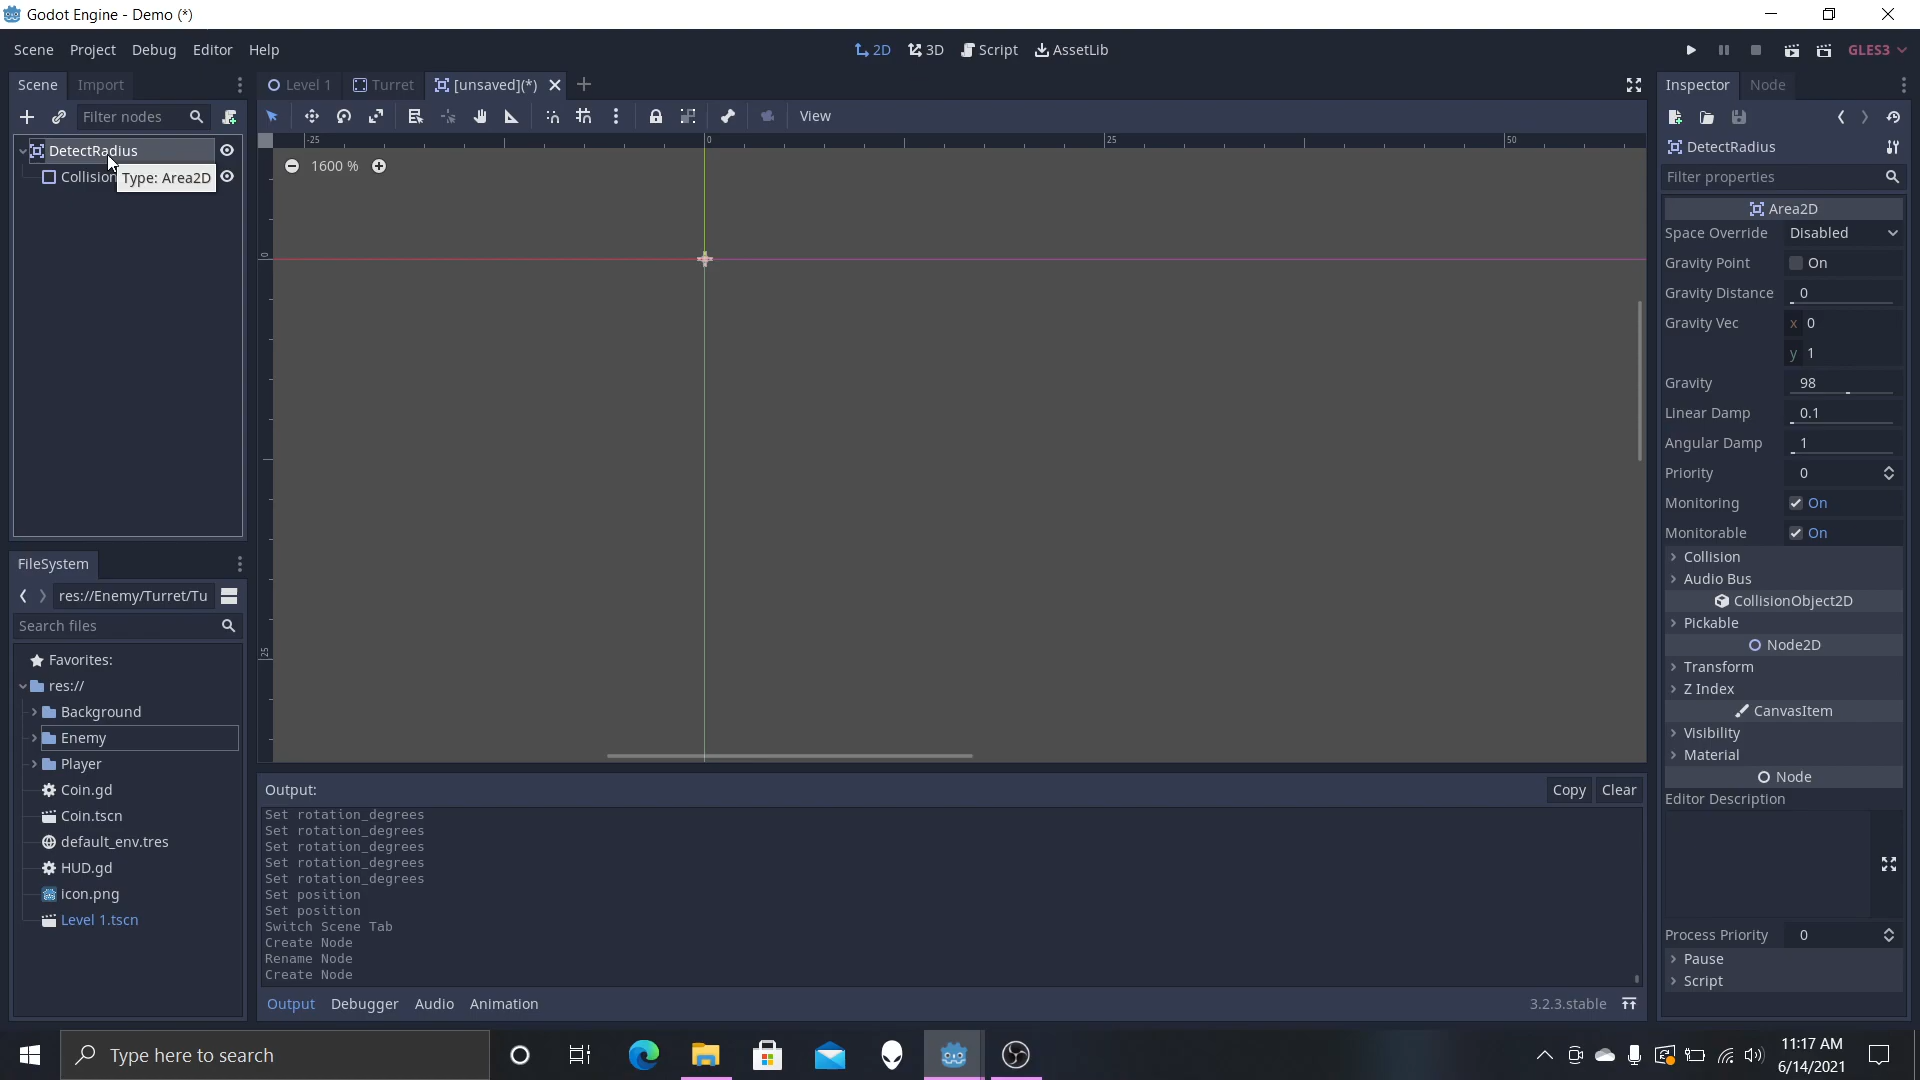 Godot Engine - Demo (*)
Scene Project Debug Editor Help
2D 3D Script AssetLib
GLES3
Scene Import
Level 1 Turret [unsaved](*)
Inspector Node
Filter nodes
View
DetectRadius
DetectRadius
Collision
Type: Area2D
Filter properties
-25 0 25 50
1600 %
0
25
Area2D
Space Override Disabled
Gravity Point On
Gravity Distance 0
Gravity Vec x 0
y 1
Gravity 98
Linear Damp 0.1
Angular Damp 1
Priority 0
Monitoring On
Monitorable On
Collision
Audio Bus
CollisionObject2D
Pickable
Node2D
Transform
Z Index
CanvasItem
Visibility
Material
Node
Editor Description
Process Priority 0
Pause
Script
FileSystem
res://Enemy/Turret/Tu
Search files
Favorites:
res://
Background
Enemy
Player
Coin.gd
Coin.tscn
default_env.tres
HUD.gd
icon.png
Level 1.tscn
Output:
Copy Clear
Set rotation_degrees
Set rotation_degrees
Set rotation_degrees
Set rotation_degrees
Set rotation_degrees
Set position
Set position
Switch Scene Tab
Create Node
Rename Node
Create Node
Output Debugger Audio Animation
3.2.3.stable
Type here to search
11:17 AM
6/14/2021